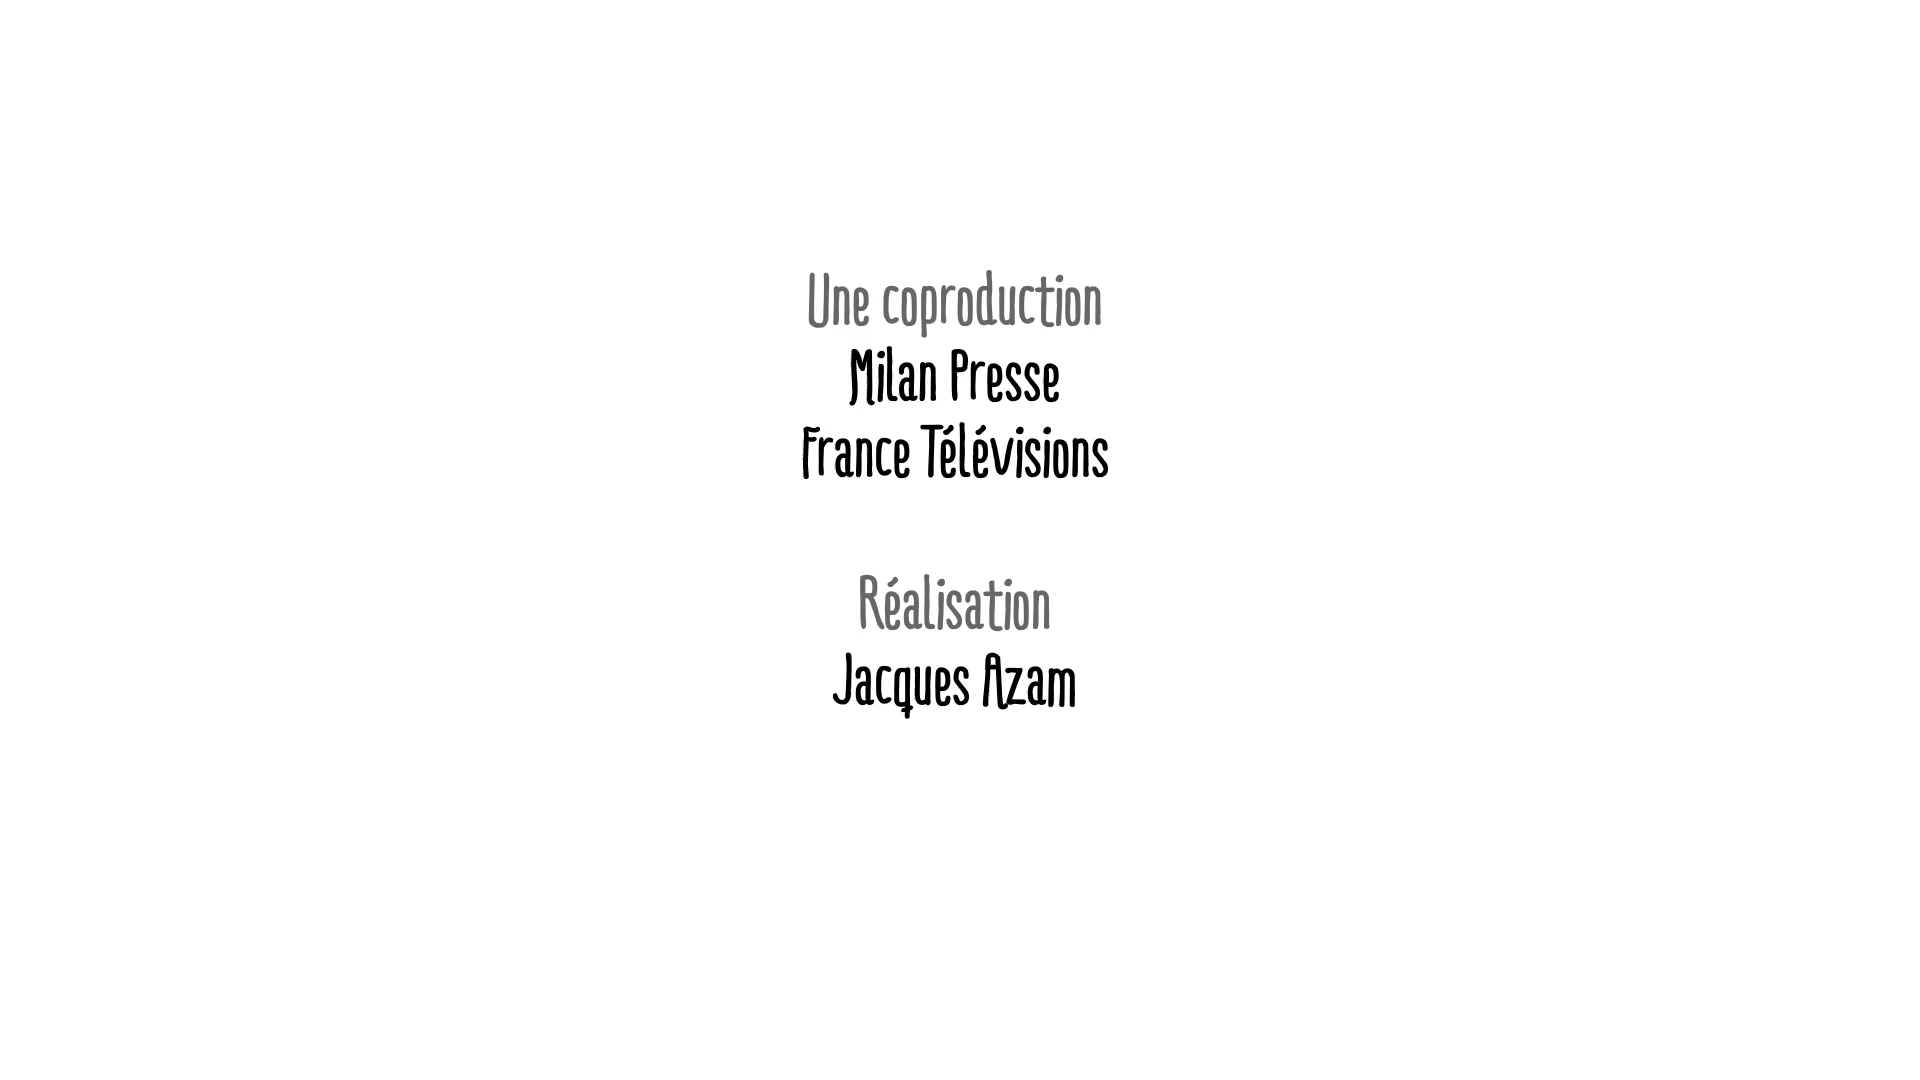 Une coproduction
Milan Presse
France Télévisions
Réalisation
Jacques Azam